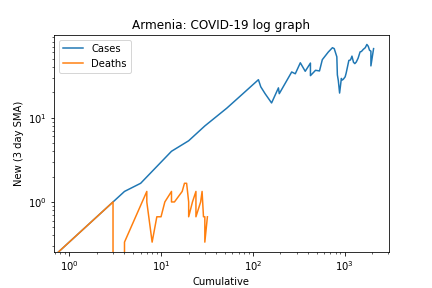 Armenia: COVID-19 log graph
Cases
Deaths
New (3 day SMA)
10¹
10⁰
10⁰ 10¹ 10² 10³
Cumulative